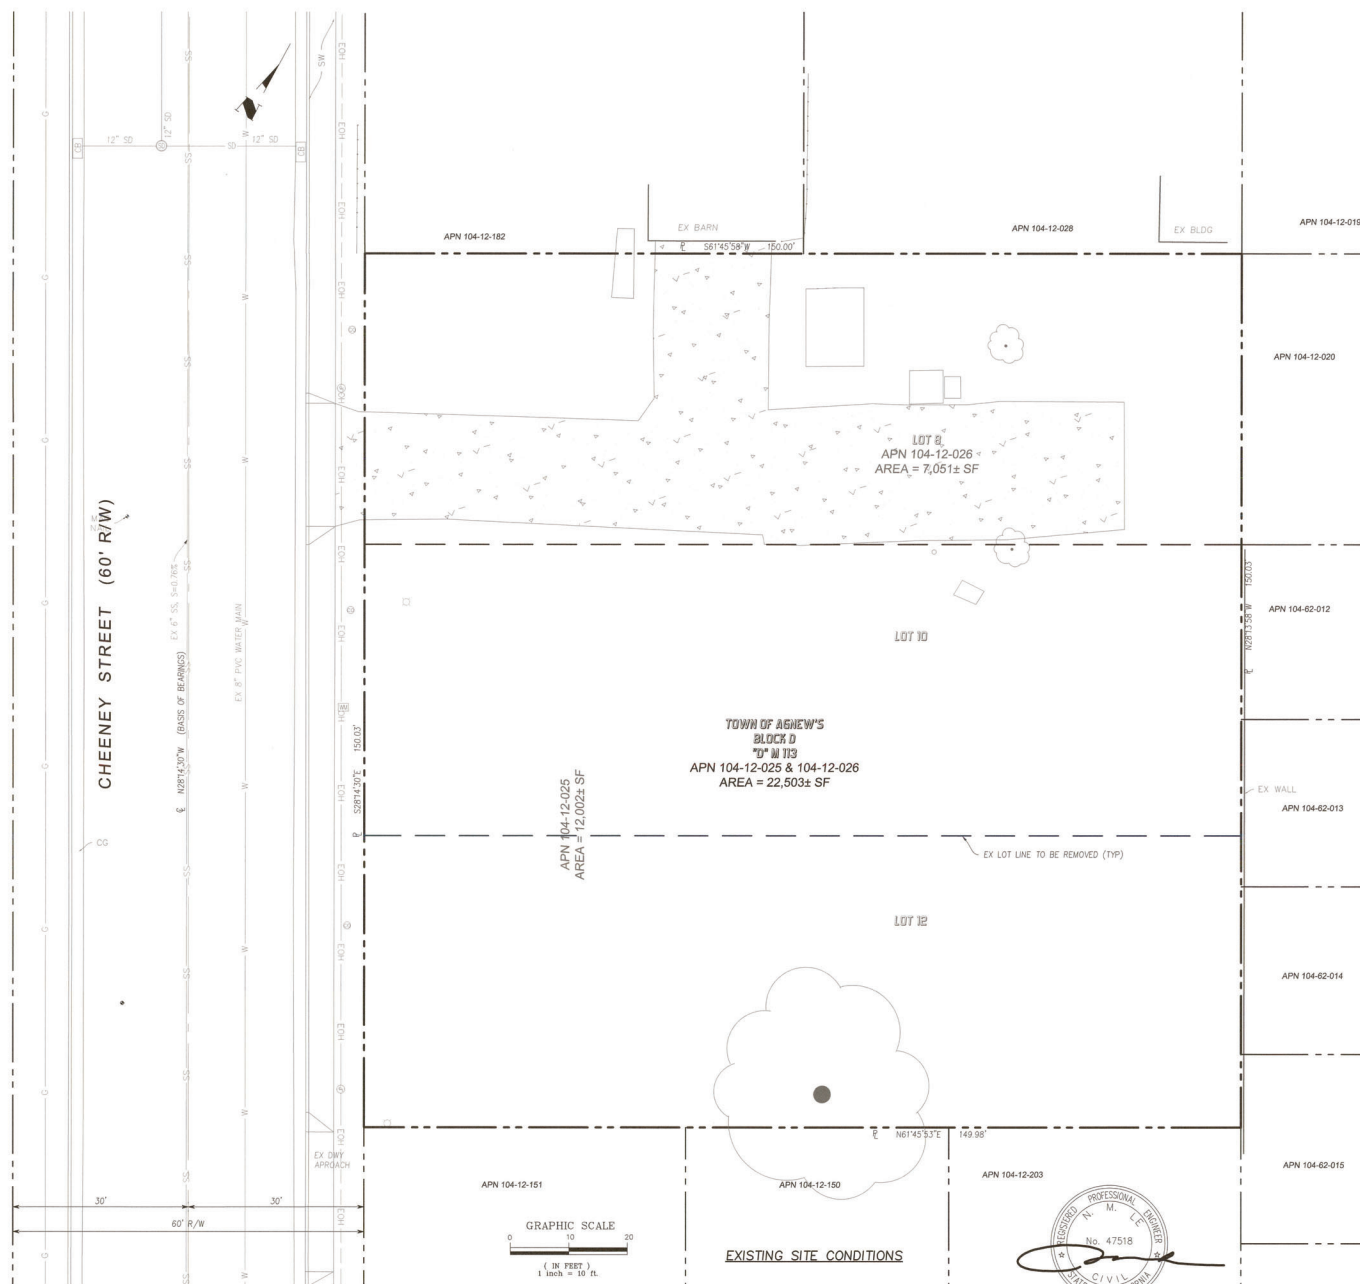 SW
12" SD
12" SD
SD
12" SD
CB
CB
W
SS
G
EOH
APN 104-12-182
EX BARN
APN 104-12-028
EX BLDG
APN 104-12-019
S61°45'58"W 150.00'
APN 104-12-020
LOT 8
APN 104-12-026
AREA = 7,051± SF
CHEENEY STREET (60' R/W)
EX 6" SS, S=0.76%
N28°14'30"W (BASIS OF BEARINGS)
EX 8" PVC WATER MAIN
N28°13'58"W 150.03
APN 104-62-012
LOT 10
S28°14'30"E 150.03'
TOWN OF AGNEW'S
BLOCK D
"D" M 113
APN 104-12-025 & 104-12-026
AREA = 22,503± SF
APN 104-12-025
AREA = 12,002± SF
EX WALL
APN 104-62-013
CG
EX LOT LINE TO BE REMOVED (TYP)
LOT 12
APN 104-62-014
N61°45'53"E 149.98'
EX DWY
APROACH
APN 104-12-151
APN 104-12-150
APN 104-12-203
APN 104-62-015
30'
30'
60' R/W
GRAPHIC SCALE
0 10 20
( IN FEET )
1 inch = 10 ft.
EXISTING SITE CONDITIONS
REGISTERED PROFESSIONAL ENGINEER
N. M. LE
No. 47518
CIVIL